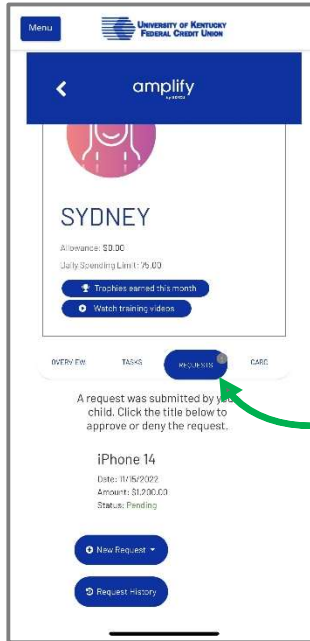 Menu
UNIVERSITY OF KENTUCKY
FEDERAL CREDIT UNION
amplify
SYDNEY
Allowance: $0.00
Daily Spending Limit: 75.00
Trophies earned this month
Watch training videos
OVERVIEW TASKS REQUESTS CARD
A request was submitted by your
child. Click the title below to
approve or deny the request.
iPhone 14
Date: 11/15/2022
Amount: $1,200.00
Status: Pending
New Request
Request History